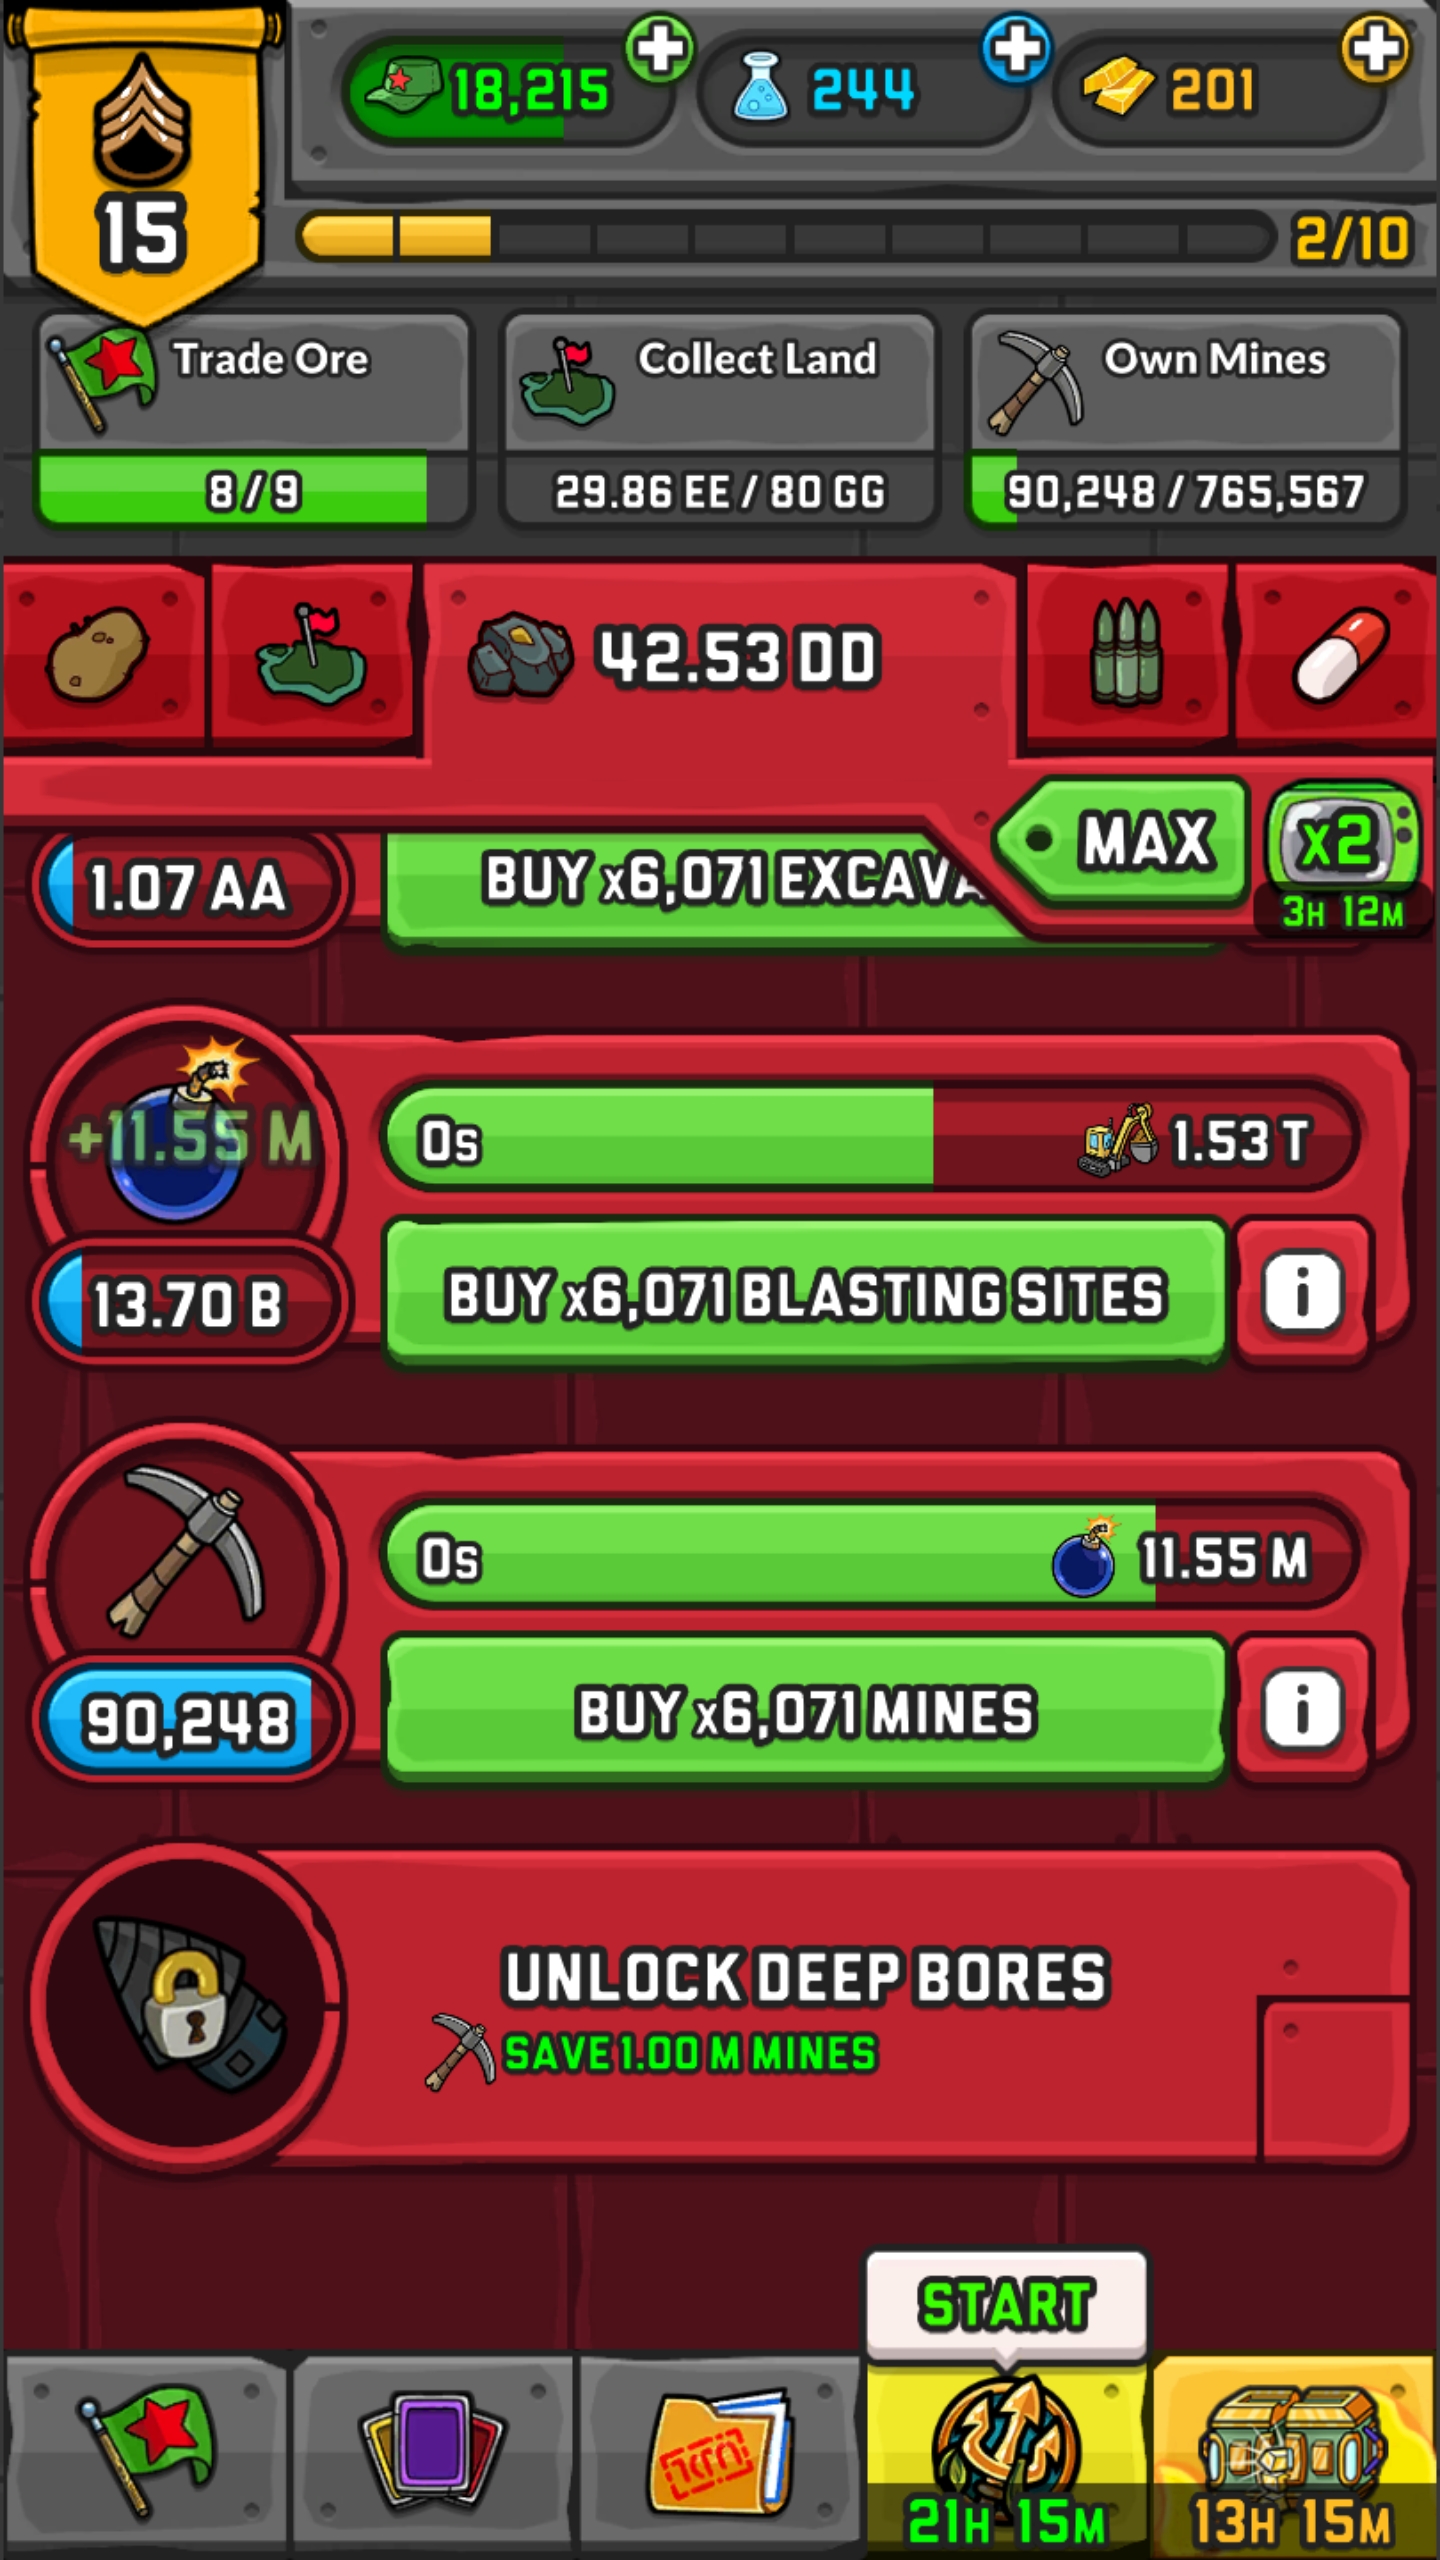 18,215
244
201
15
2/10
Trade Ore
Collect Land
Own Mines
8/9
29.86 EE / 80 GG
90,248 / 765,567
42.53 DD
MAX
x2
3H 12M
1.07 AA
BUY x6,071 EXCAVA
+11.55 M
0s
1.53 T
13.70 B
BUY x6,071 BLASTING SITES
i
0s
11.55 M
90,248
BUY x6,071 MINES
i
UNLOCK DEEP BORES
SAVE 1.00 M MINES
START
21H 15M
13H 15M